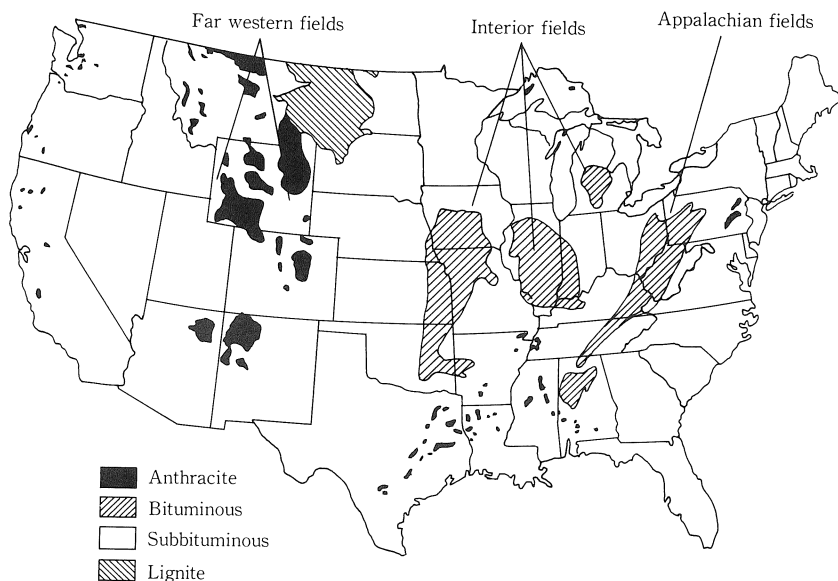 Far western fields
Interior fields
Appalachian fields
Anthracite
Bituminous
Subbituminous
Lignite